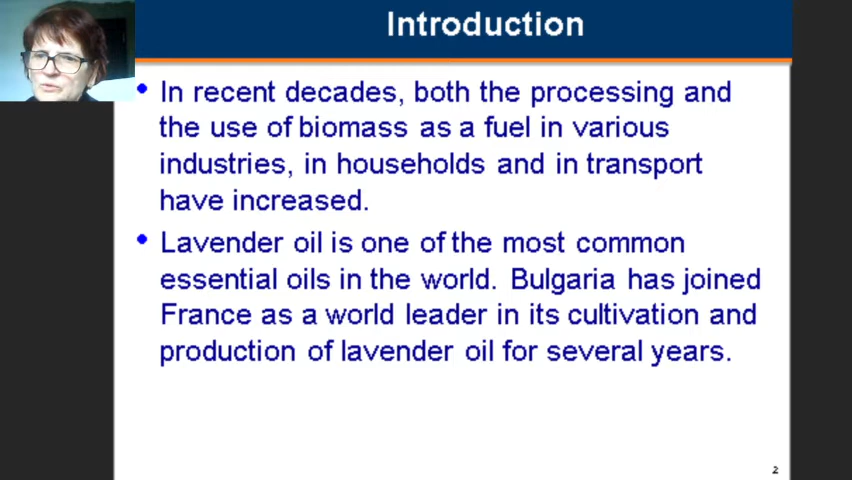 Introduction
• In recent decades, both the processing and
the use of biomass as a fuel in various
industries, in households and in transport
have increased.
• Lavender oil is one of the most common
essential oils in the world. Bulgaria has joined
France as a world leader in its cultivation and
production of lavender oil for several years.
2